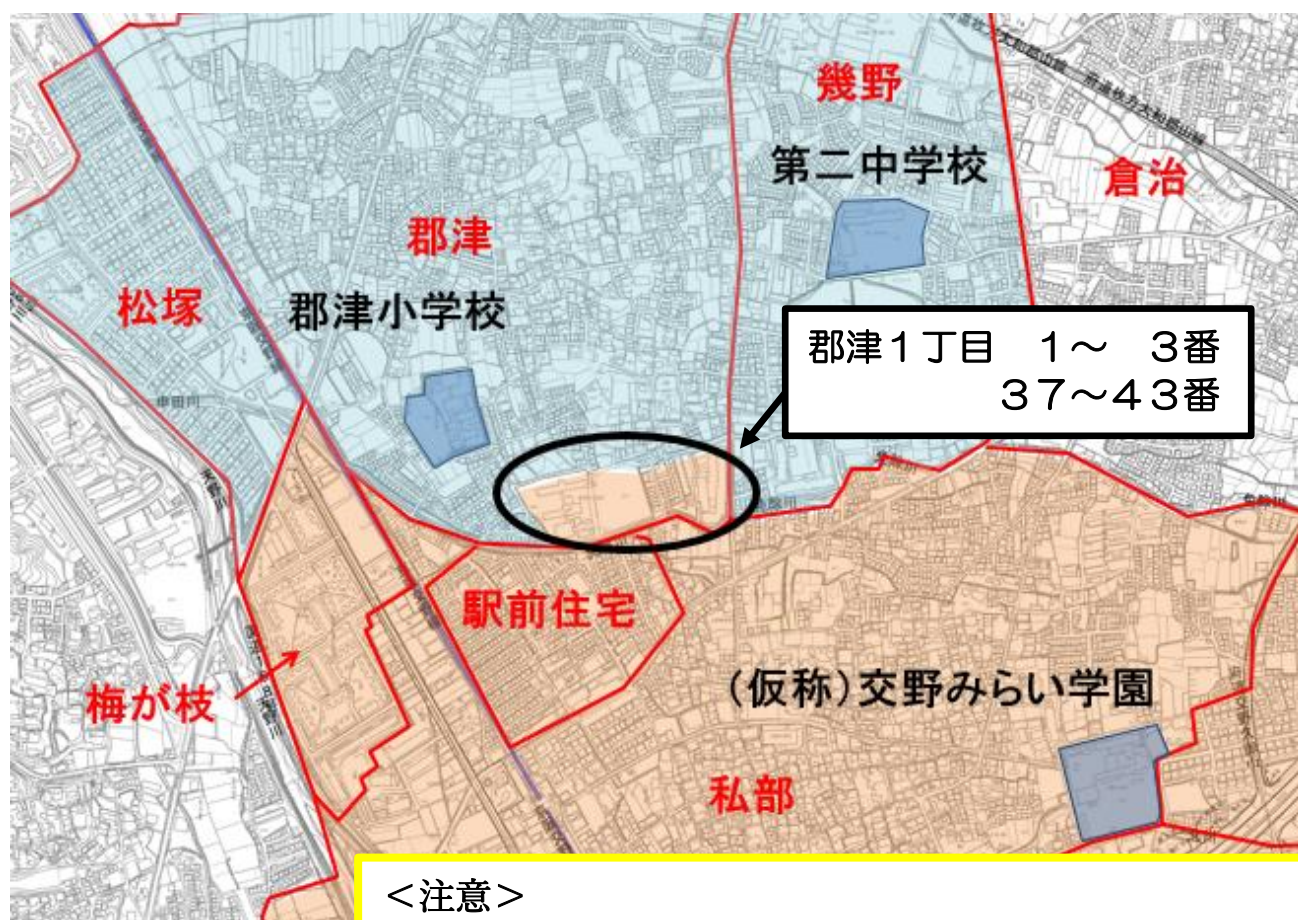 幾野
第二中学校
倉治
郡津
松塚
郡津小学校
郡津1丁目　1～　3番
37～43番
駅前住宅
(仮称)交野みらい学園
梅が枝
私部
＜注意＞